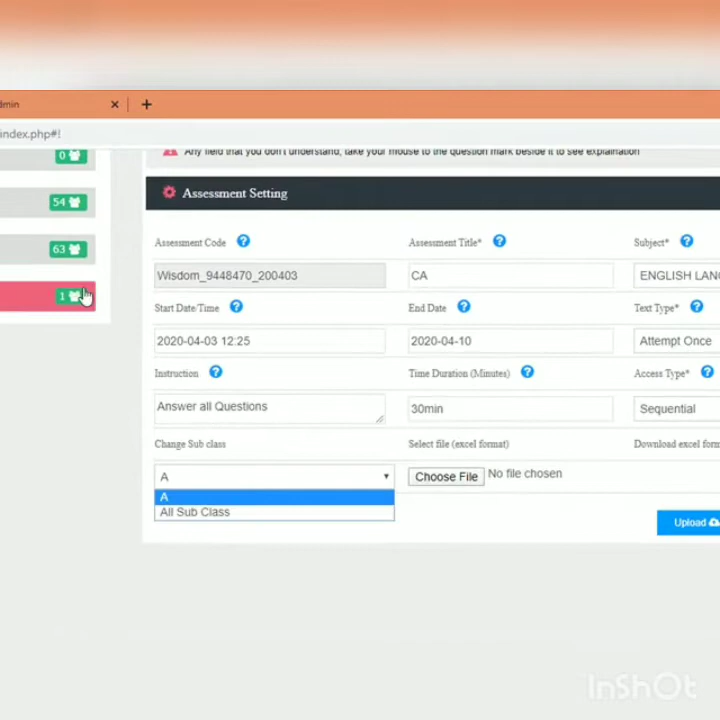 dmin
index.php#!
0
Any field that you don't understand, take your mouse to the question mark beside it to see explaination
54
Assessment Setting
63
1
Assessment Code ? Assessment Title* ? Subject* ?
Wisdom_9448470_200403 CA ENGLISH LAN
Start Date/Time ? End Date ? Text Type* ?
2020-04-03 12:25 2020-04-10 Attempt Once
Instruction ? Time Duration (Minutes) ? Access Type* ?
Answer all Questions 30min Sequential
Change Sub class Select file (excel format) Download excel form
A Choose File No file chosen
A
All Sub Class
Upload
InShOt